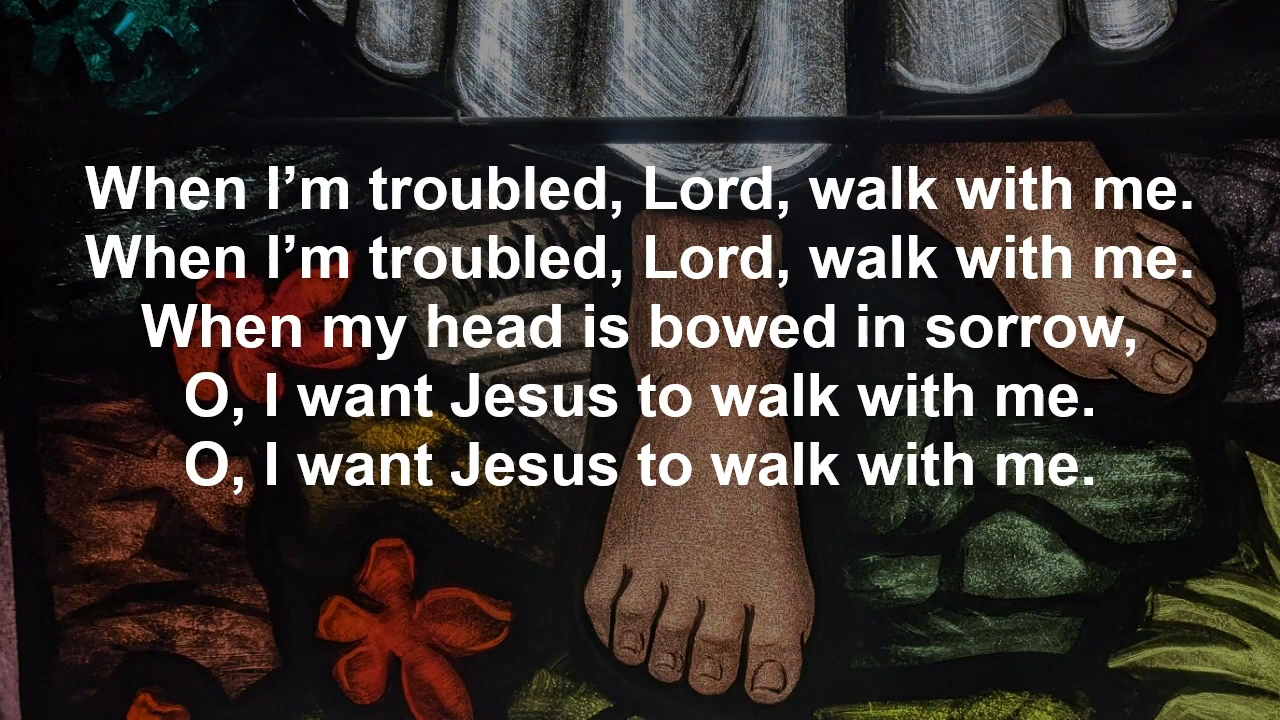 When I’m troubled, Lord, walk with me.
When I’m troubled, Lord, walk with me.
When my head is bowed in sorrow,
O, I want Jesus to walk with me.
O, I want Jesus to walk with me.